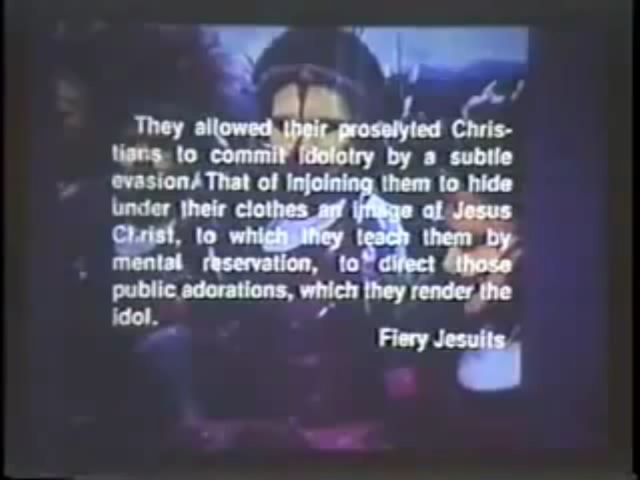 They allowed their proselyted Chris-
tians to commit idolotry by a subtle
evasion. That of injoining them to hide
under their clothes an image of Jesus
Christ, to which they teach them by
mental reservation, to direct those
public adorations, which they render the
idol.
Fiery Jesuits